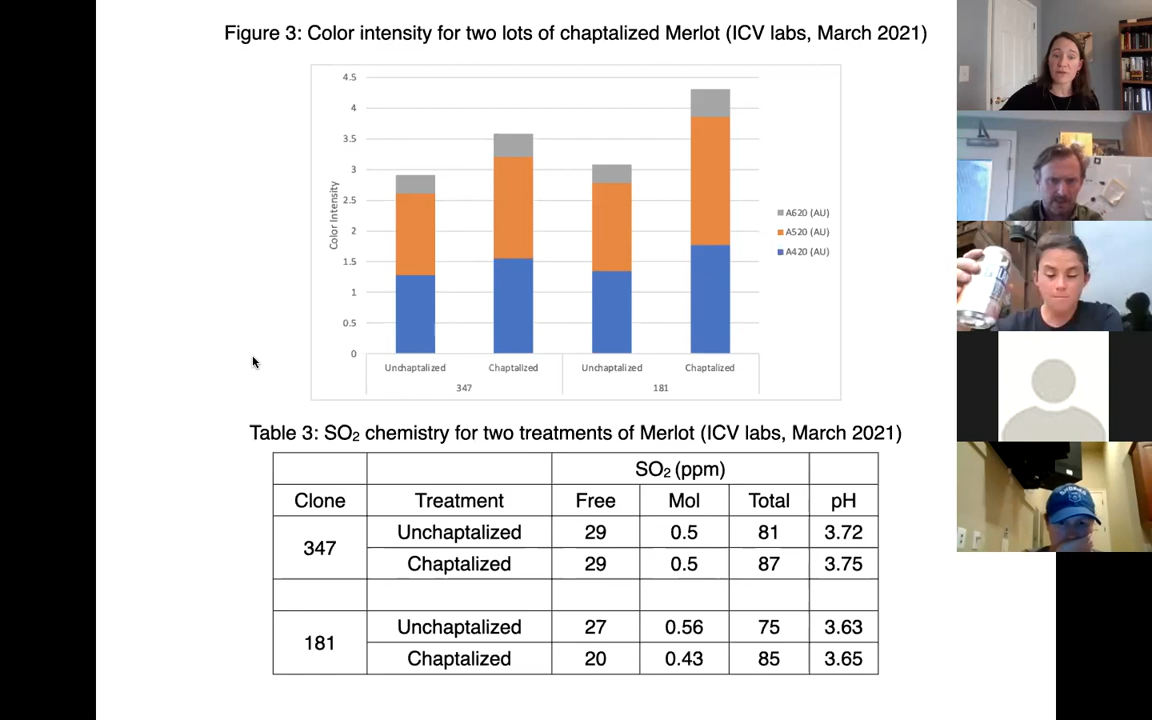 Figure 3: Color intensity for two lots of chaptalized Merlot (ICV labs, March 2021)
4.5
4
3.5
3
2.5
2
1.5
1
0.5
0
Color Intensity
A620 (AU)
A520 (AU)
A420 (AU)
Unchaptalized Chaptalized Unchaptalized Chaptalized
347 181
Table 3: SO₂ chemistry for two treatments of Merlot (ICV labs, March 2021)
SO₂ (ppm)
Clone Treatment Free Mol Total pH
347 Unchaptalized 29 0.5 81 3.72
Chaptalized 29 0.5 87 3.75
181 Unchaptalized 27 0.56 75 3.63
Chaptalized 20 0.43 85 3.65